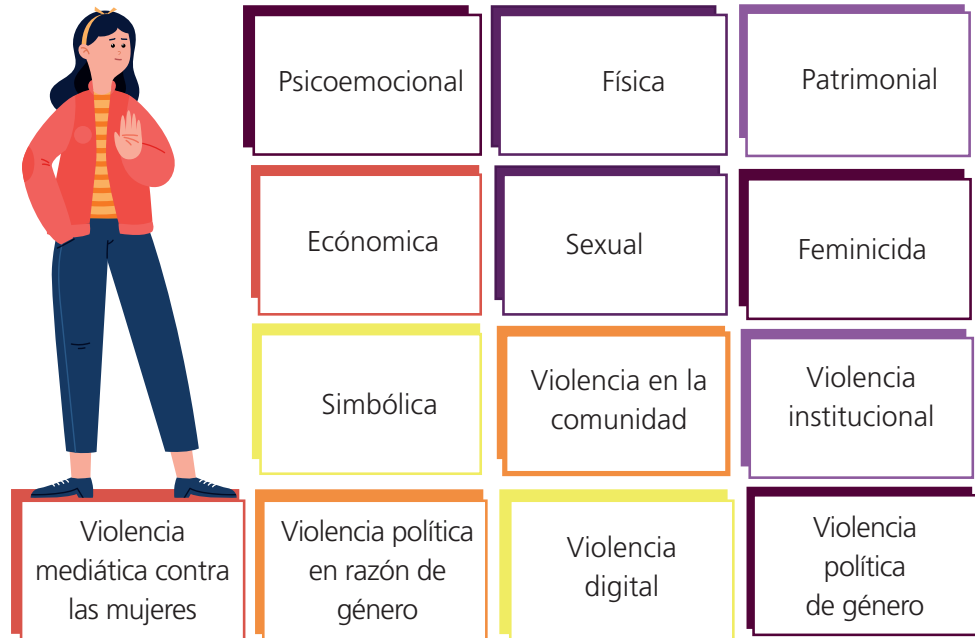 Psicoemocional
Física
Patrimonial
Ecónomica
Sexual
Feminicida
Simbólica
Violencia en la
comunidad
Violencia
institucional
Violencia
mediática contra
las mujeres
Violencia política
en razón de
género
Violencia
digital
Violencia
política
de género